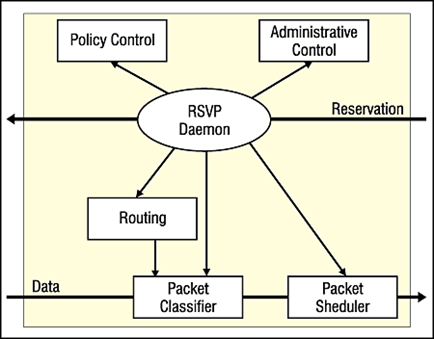 Policy Control
Administrative
Control
RSVP
Daemon
Reservation
Routing
Data
Packet
Classifier
Packet
Sheduler